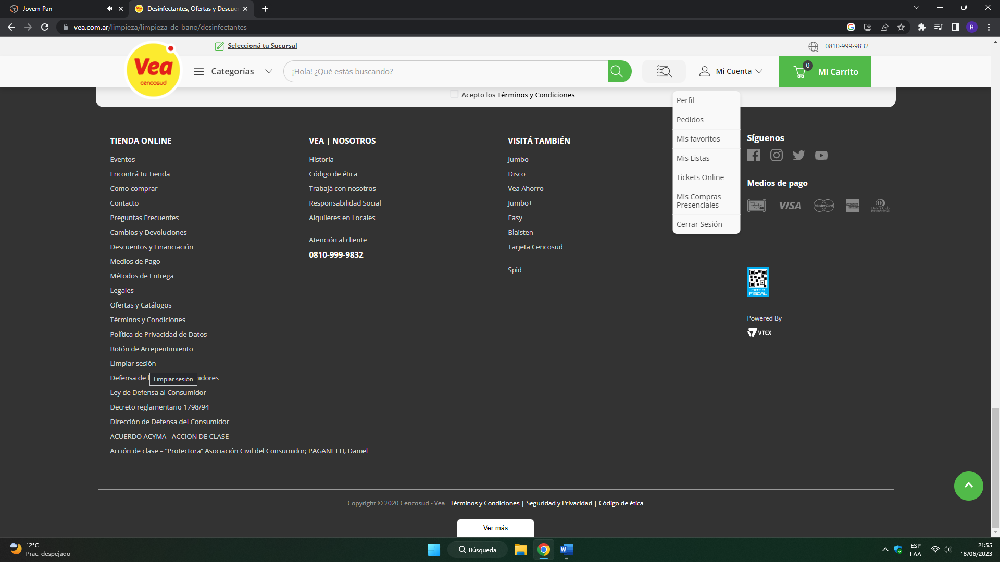 Jovem Pan
Desinfectantes, Ofertas y Descue
vea.com.ar/limpieza/limpieza-de-bano/desinfectantes
R
Seleccioná tu Sucursal
0810-999-9832
Vea
cencosud
Categorías
¡Hola! ¿Qué estás buscando?
Mi Cuenta
0
Mi Carrito
Acepto los Términos y Condiciones
Perfil
Pedidos
Mis favoritos
Mis Listas
Tickets Online
Mis Compras
Presenciales
Cerrar Sesión
TIENDA ONLINE
Eventos
Encontrá tu Tienda
Como comprar
Contacto
Preguntas Frecuentes
Cambios y Devoluciones
Descuentos y Financiación
Medios de Pago
Métodos de Entrega
Legales
Ofertas y Catálogos
Términos y Condiciones
Política de Privacidad de Datos
Botón de Arrepentimiento
Limpiar sesión
Defensa de l
Limpiar sesión
nidores
Ley de Defensa al Consumidor
Decreto reglamentario 1798/94
Dirección de Defensa del Consumidor
ACUERDO ACYMA - ACCION DE CLASE
Acción de clase – “Protectora” Asociación Civil del Consumidor; PAGANETTI, Daniel
VEA | NOSOTROS
Historia
Código de ética
Trabajá con nosotros
Responsabilidad Social
Alquileres en Locales
Atención al cliente
0810-999-9832
VISITÁ TAMBIÉN
Jumbo
Disco
Vea Ahorro
Jumbo+
Easy
Blaisten
Tarjeta Cencosud
Spid
Síguenos
Medios de pago
VISA
MasterCard
Diners Club
INTERNATIONAL
DATA
FISCAL
Powered By
VTEX
Copyright © 2020 Cencosud - Vea Términos y Condiciones | Seguridad y Privacidad | Código de ética
Ver más
12°C
Prac. despejado
Búsqueda
W
ESP
LAA
21:55
18/06/2023